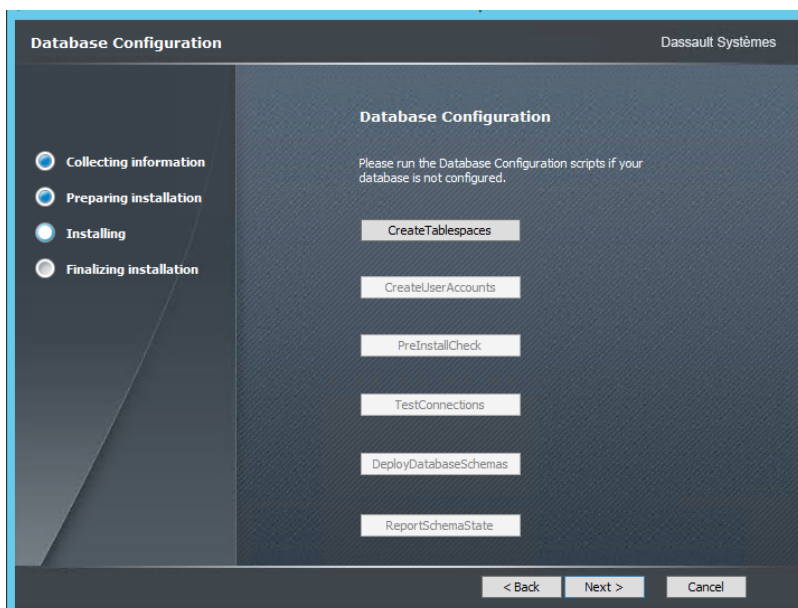 Database Configuration
Dassault Systèmes
Database Configuration
Collecting information
Please run the Database Configuration scripts if your
database is not configured.
Preparing installation
Installing
Finalizing installation
CreateTablespaces
CreateUserAccounts
PreInstallCheck
TestConnections
DeployDatabaseSchemas
ReportSchemaState
< Back
Next >
Cancel